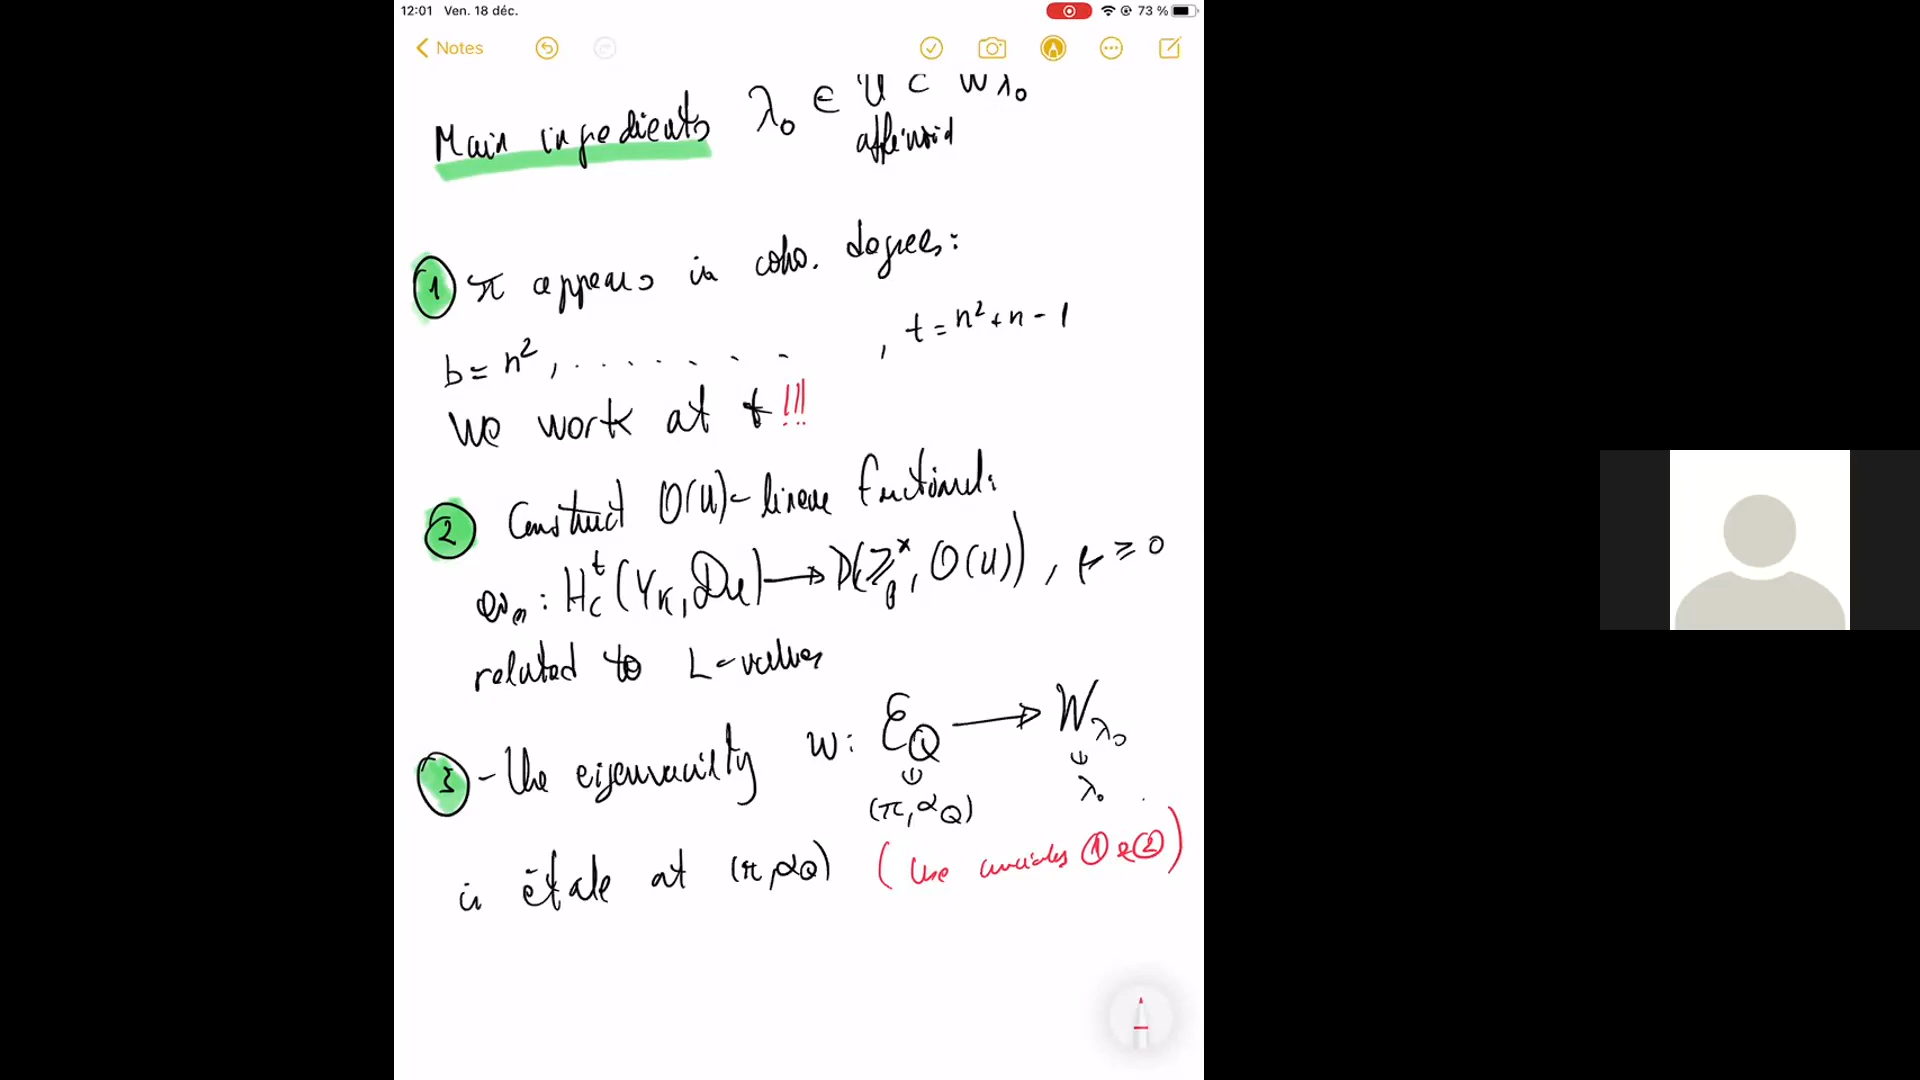 12:01 Ven. 18 déc. 73 %
Notes
Main ingredients λ₀ ∈ U ⊂ W_λ₀
affinoid
① π appears in coho. degrees:
b = n², . . . . . . . , t = n² + n - 1
We work at t !!!
② Construct O(U)-linear functional:
: H_c^t (Y_K, D_U) → D(ℤ_p^×, O(U)), ≥ 0
related to L-values
③ - The eigenvariety w: E_Q → W_λ₀
(π, α_Q) λ₀
is étale at (π, α_Q) (Use ① & ②)